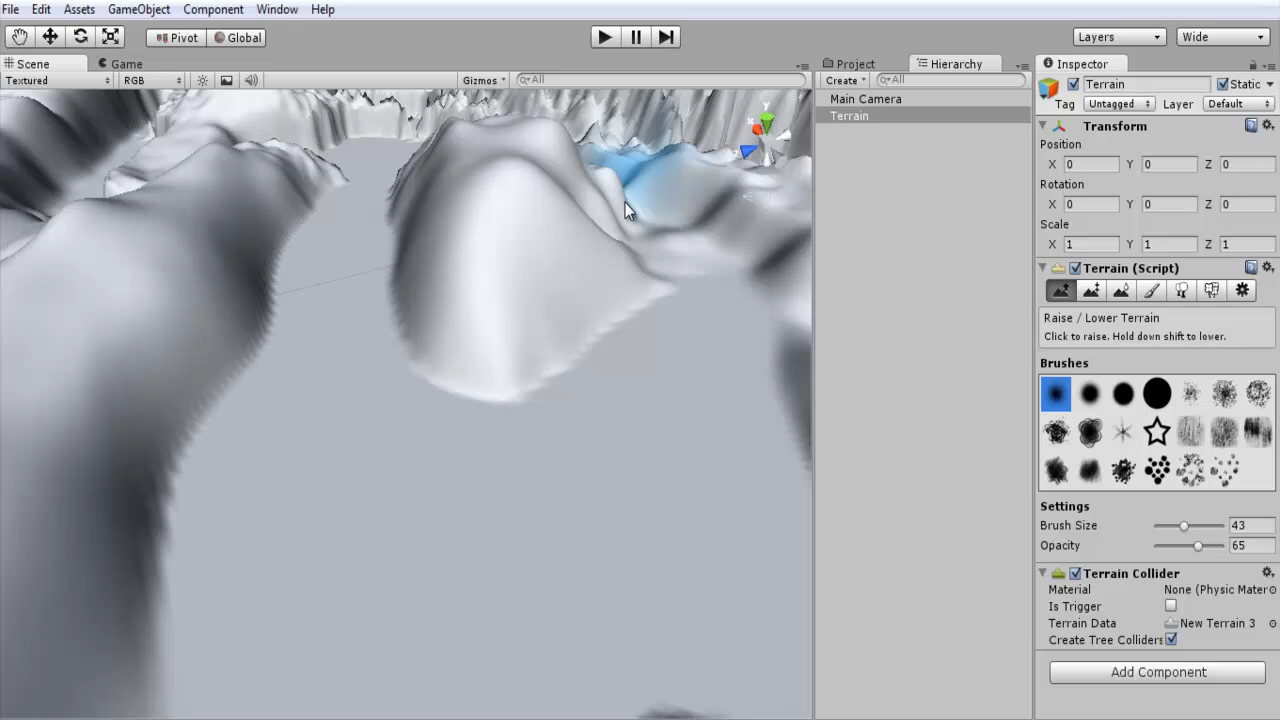 File Edit Assets GameObject Component Window Help
Pivot Global Layers Wide
Scene Game Project Hierarchy Inspector
Textured RGB Gizmos All Create All
Terrain Static
Tag Untagged Layer Default
Main Camera
Terrain
Transform
Position
X 0 Y 0 Z 0
Rotation
X 0 Y 0 Z 0
Scale
X 1 Y 1 Z 1
Terrain (Script)
Raise / Lower Terrain
Click to raise. Hold down shift to lower.
Brushes
Settings
Brush Size 43
Opacity 65
Terrain Collider
Material None (Physic Mater
Is Trigger
Terrain Data New Terrain 3
Create Tree Colliders
Add Component
y
x
z